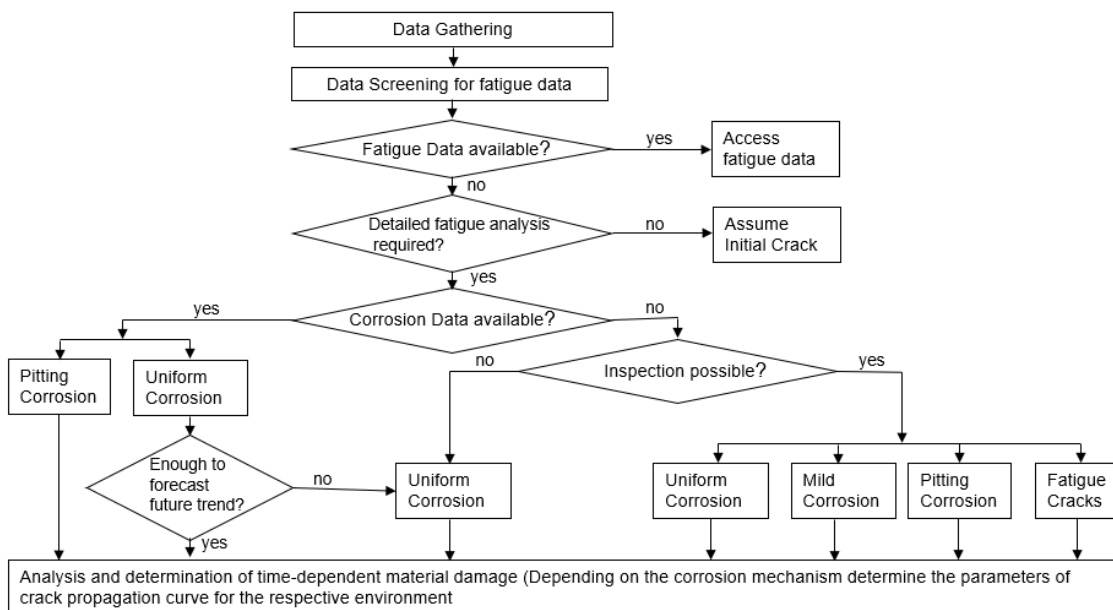 Data Gathering
Data Screening for fatigue data
Fatigue Data available?
yes
Access
fatigue data
no
Detailed fatigue analysis
required?
no
Assume
Initial Crack
yes
Corrosion Data available?
yes
no
Pitting
Corrosion
Uniform
Corrosion
no
Inspection possible?
yes
Enough to
forecast
future trend?
no
yes
Uniform
Corrosion
Uniform
Corrosion
Mild
Corrosion
Pitting
Corrosion
Fatigue
Cracks
Analysis and determination of time-dependent material damage (Depending on the corrosion mechanism determine the parameters of
crack propagation curve for the respective environment